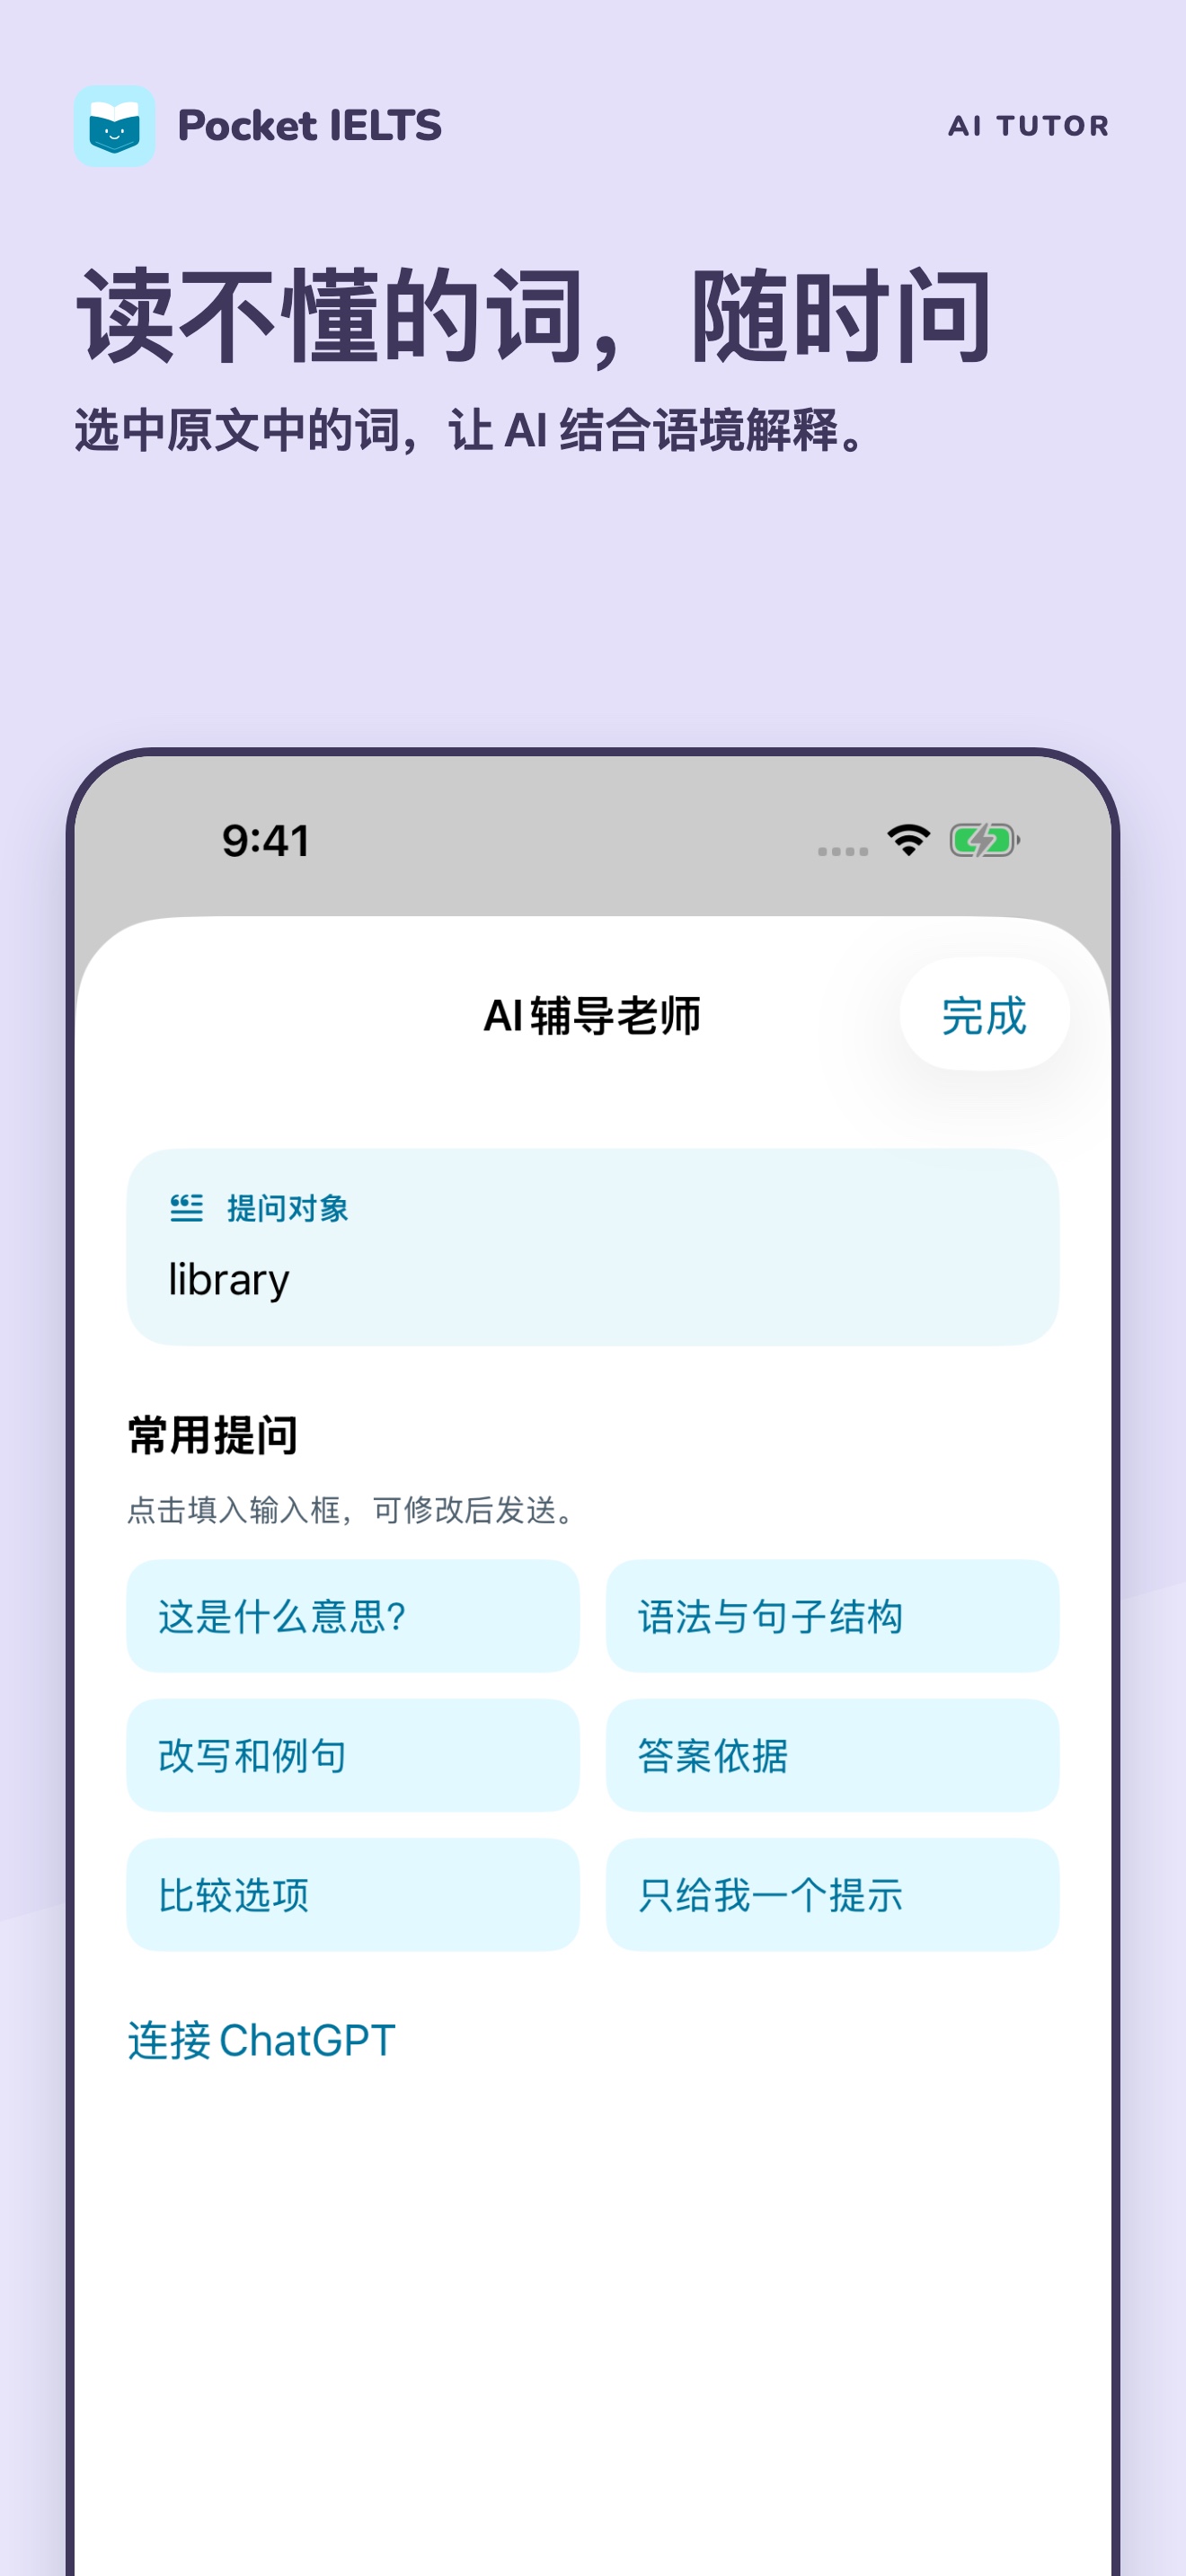 Pocket IELTS
AI TUTOR
读不懂的词，随时问
选中原文中的词，让 AI 结合语境解释。
9:41
AI 辅导老师
完成
提问对象
library
常用提问
点击填入输入框，可修改后发送。
这是什么意思?
语法与句子结构
改写和例句
答案依据
比较选项
只给我一个提示
连接 ChatGPT